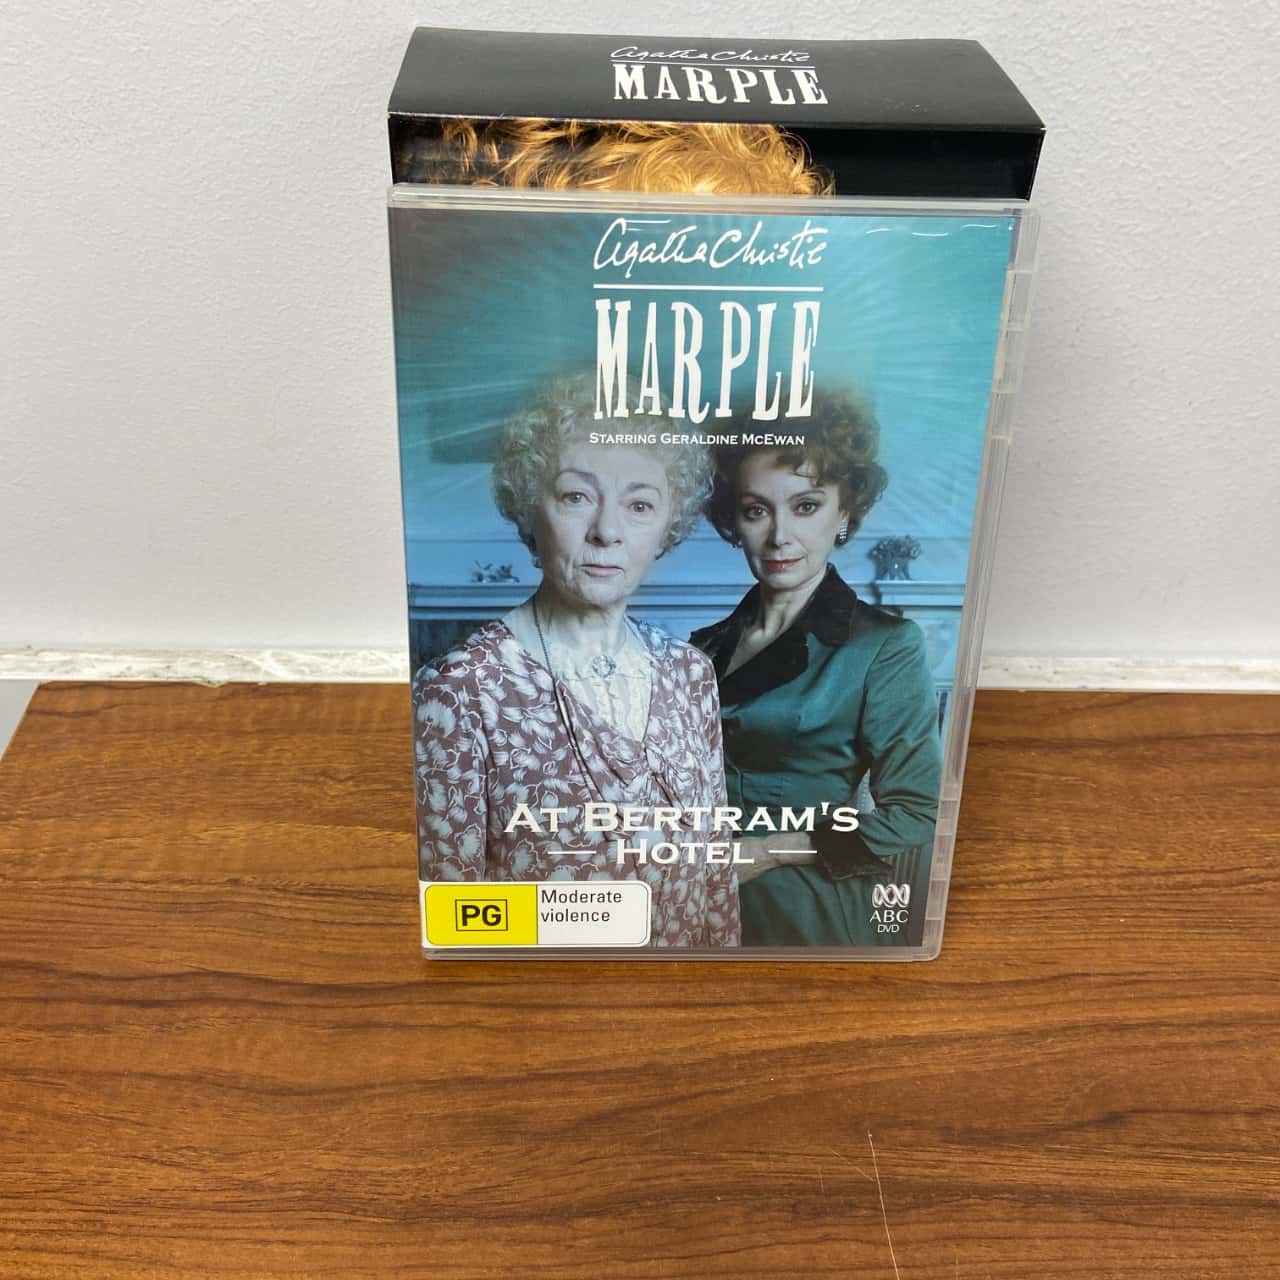 Agatha Christie
MARPLE
Agatha Christie
MARPLE
STARRING GERALDINE MCEWAN
AT BERTRAM'S
HOTEL
PG
Moderate
violence
ABC
DVD